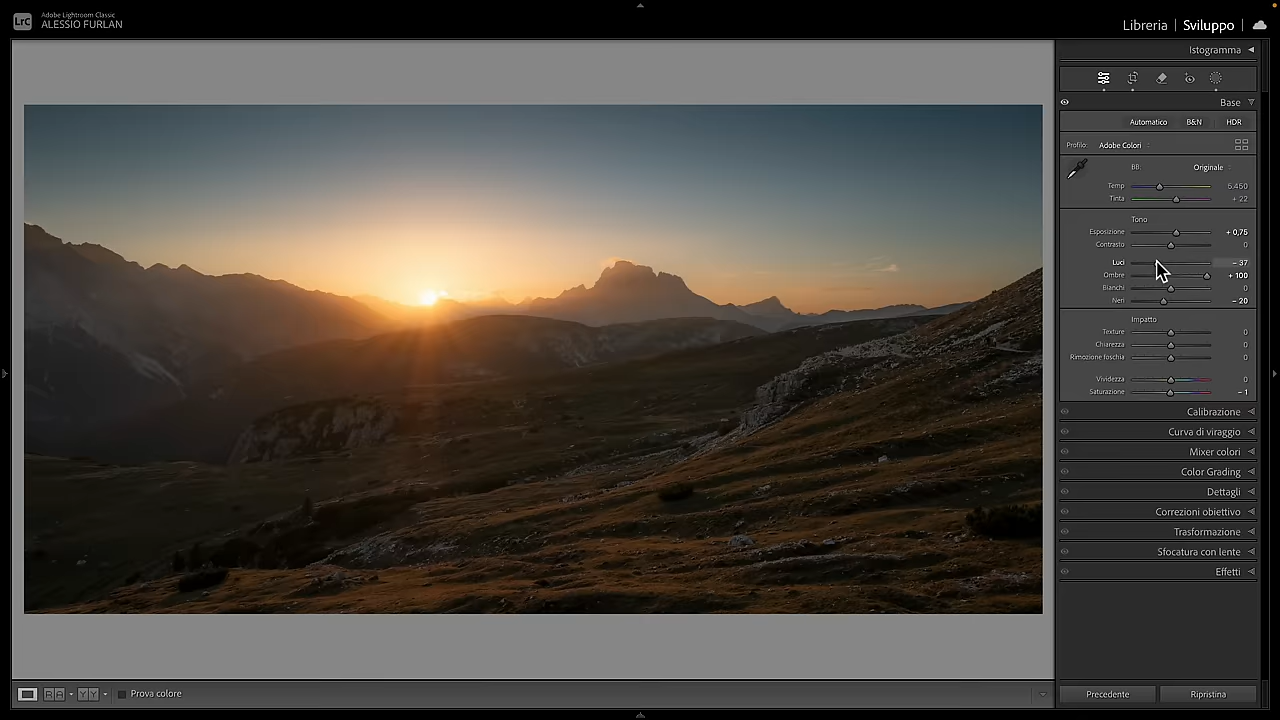 LrC
Adobe Lightroom Classic
ALESSIO FURLAN
Libreria | Sviluppo |
Istogramma
Base
Automatico B&N HDR
Profilo: Adobe Colori
BB: Originale
Temp 5.450
Tinta + 22
Tono
Esposizione + 0,75
Contrasto 0
Luci – 37
Ombre + 100
Bianchi 0
Neri – 20
Impatto
Texture 0
Chiarezza 0
Rimozione foschia 0
Vividezza 0
Saturazione – 1
Calibrazione
Curva di viraggio
Mixer colori
Color Grading
Dettagli
Correzioni obiettivo
Trasformazione
Sfocatura con lente
Effetti
R A Y Y Prova colore
Precedente Ripristina